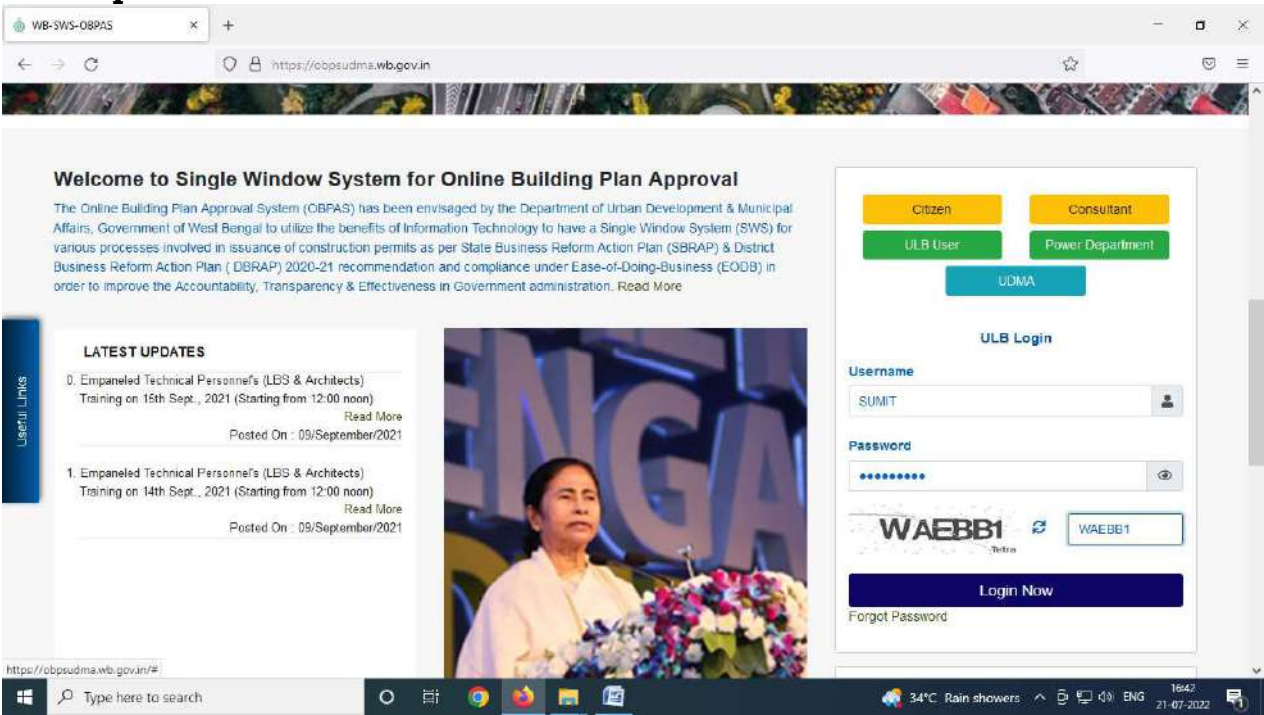 WB-SWS-OBPAS
https://obpsudma.wb.gov.in
Welcome to Single Window System for Online Building Plan Approval
The Online Building Plan Approval System (OBPAS) has been envisaged by the Department of Urban Development & Municipal
Affairs, Government of West Bengal to utilize the benefits of Information Technology to have a Single Window System (SWS) for
various processes involved in issuance of construction permits as per State Business Reform Action Plan (SBRAP) & District
Business Reform Action Plan ( DBRAP) 2020-21 recommendation and compliance under Ease-of-Doing-Business (EODB) in
order to improve the Accountability, Transparency & Effectiveness in Government administration. Read More
Useful Links
LATEST UPDATES
0. Empaneled Technical Personnel's (LBS & Architects)
Training on 15th Sept., 2021 (Starting from 12:00 noon)
Read More
Posted On : 09/September/2021
1. Empaneled Technical Personnel's (LBS & Architects)
Training on 14th Sept., 2021 (Starting from 12:00 noon)
Read More
Posted On : 09/September/2021
ENGA
Citizen
Consultant
ULB User
Power Department
UDMA
ULB Login
Username
SUMIT
Password
WAEBB1
WAEBB1
Login Now
Forgot Password
https://obpsudma.wb.gov.in/#
Type here to search
34°C Rain showers
ENG
16:42
21-07-2022